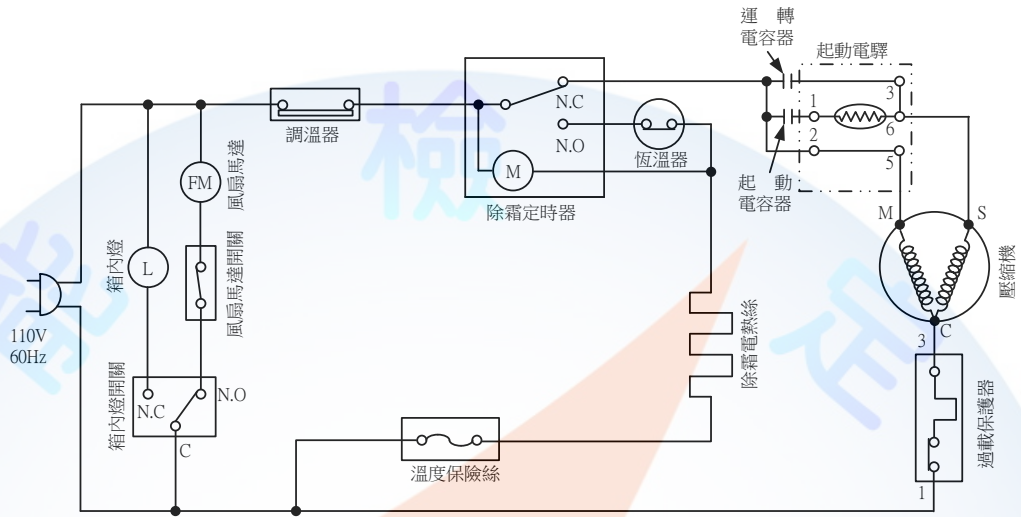 運 轉
電容器
起動電驛
N.C
N.O
恆溫器
調溫器
M
除霜定時器
1
2
3
6
5
起 動
電容器
FM
風扇馬達
L
箱內燈
風扇馬達開關
110V
60Hz
箱內燈開關
N.C
N.O
C
溫度保險絲
除霜電熱絲
M
S
C
壓縮機
3
1
過載保護器
能
檢
定